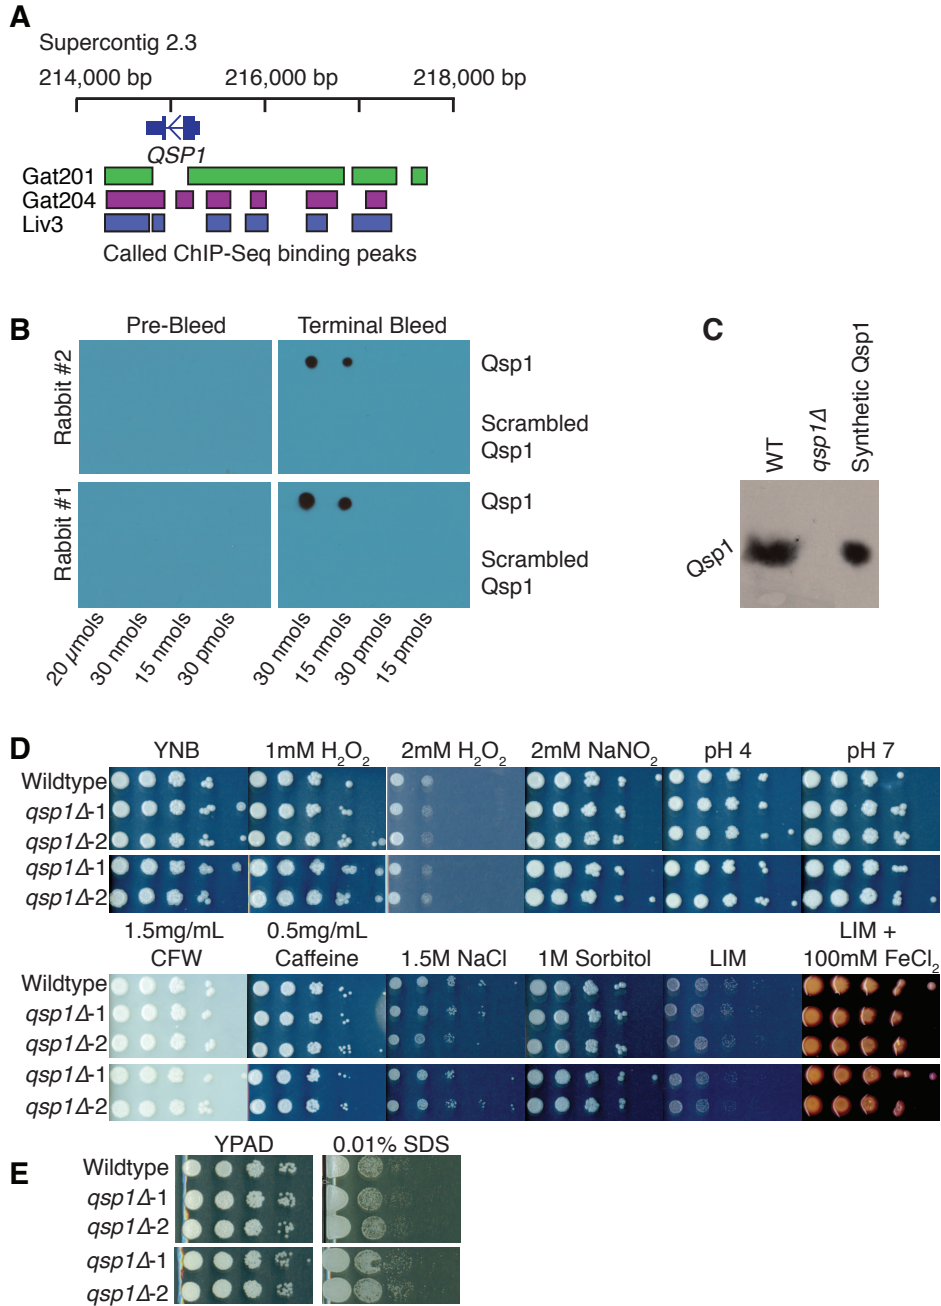 A
Supercontig 2.3
214,000 bp 216,000 bp 218,000 bp
QSP1
Gat201
Gat204
Liv3
Called ChIP-Seq binding peaks
B
Pre-Bleed Terminal Bleed
Rabbit #2
Qsp1
Scrambled
Qsp1
Rabbit #1
Qsp1
Scrambled
Qsp1
20 µmols 30 nmols 15 nmols 30 pmols 30 nmols 15 nmols 30 pmols 15 pmols
C
WT qsp1Δ Synthetic Qsp1
Qsp1
D
YNB 1mM H₂O₂ 2mM H₂O₂ 2mM NaNO₂ pH 4 pH 7
Wildtype
qsp1Δ-1
qsp1Δ-2
qsp1Δ-1
qsp1Δ-2
1.5mg/mL 0.5mg/mL LIM +
CFW Caffeine 1.5M NaCl 1M Sorbitol LIM 100mM FeCl₂
Wildtype
qsp1Δ-1
qsp1Δ-2
qsp1Δ-1
qsp1Δ-2
E
YPAD 0.01% SDS
Wildtype
qsp1Δ-1
qsp1Δ-2
qsp1Δ-1
qsp1Δ-2